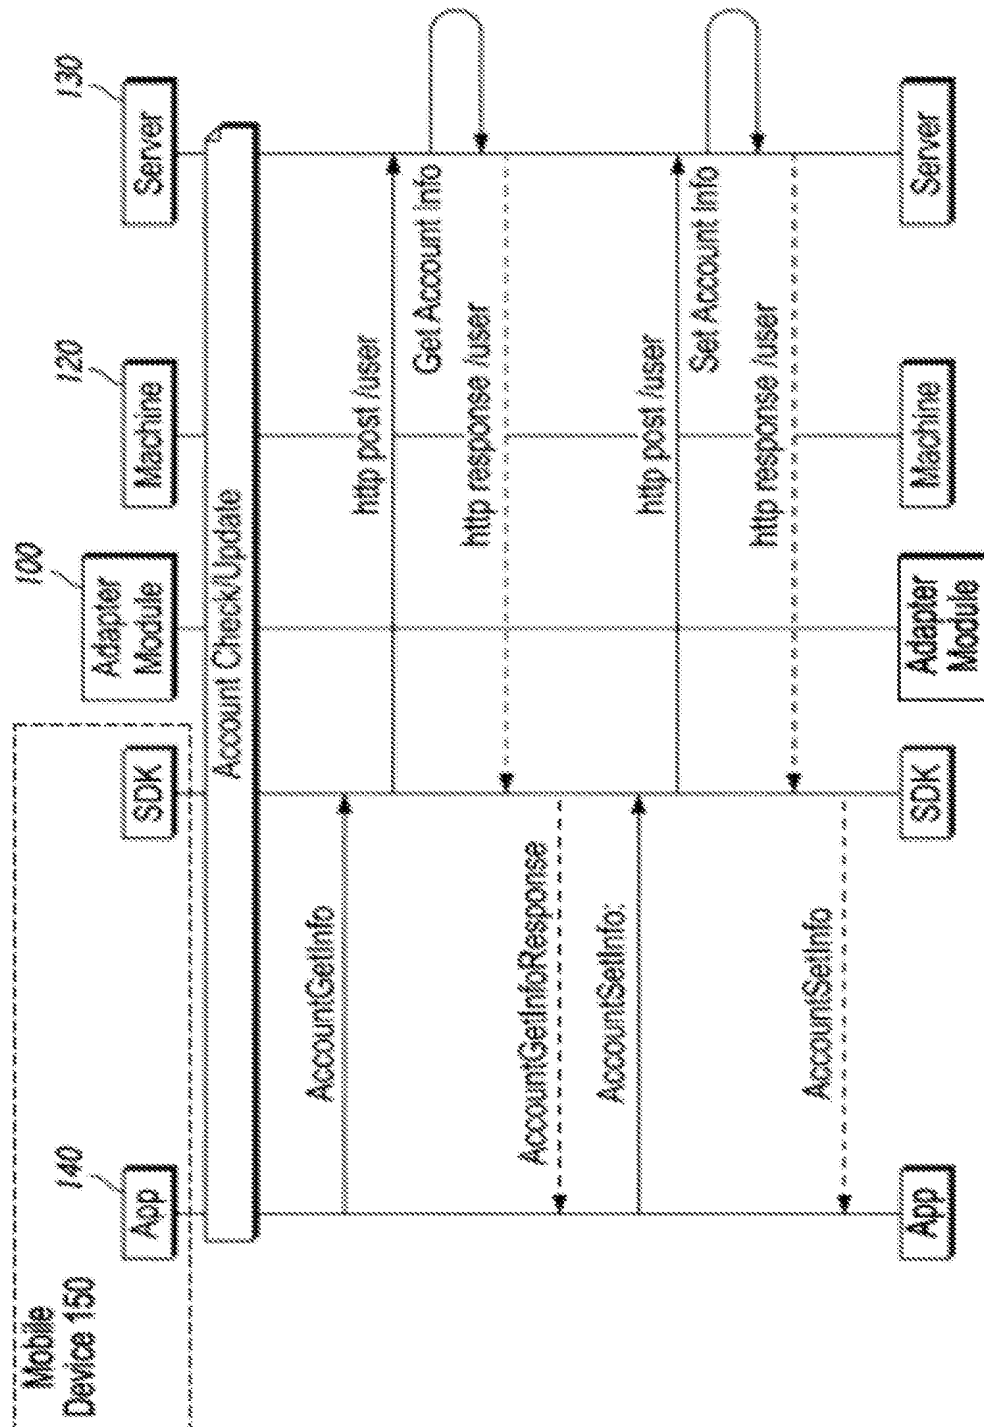 Mobile
Device 150
140
100
120
130
App
SDK
Adapter
Module
Machine
Server
Account Check/Update
AccountGetInfo
http post /user
Get Account Info
http response /user
AccountGetInfoResponse
AccountSetInfo:
http post /user
Set Account Info
http response /user
AccountSetInfo
App
SDK
Adapter
Module
Machine
Server